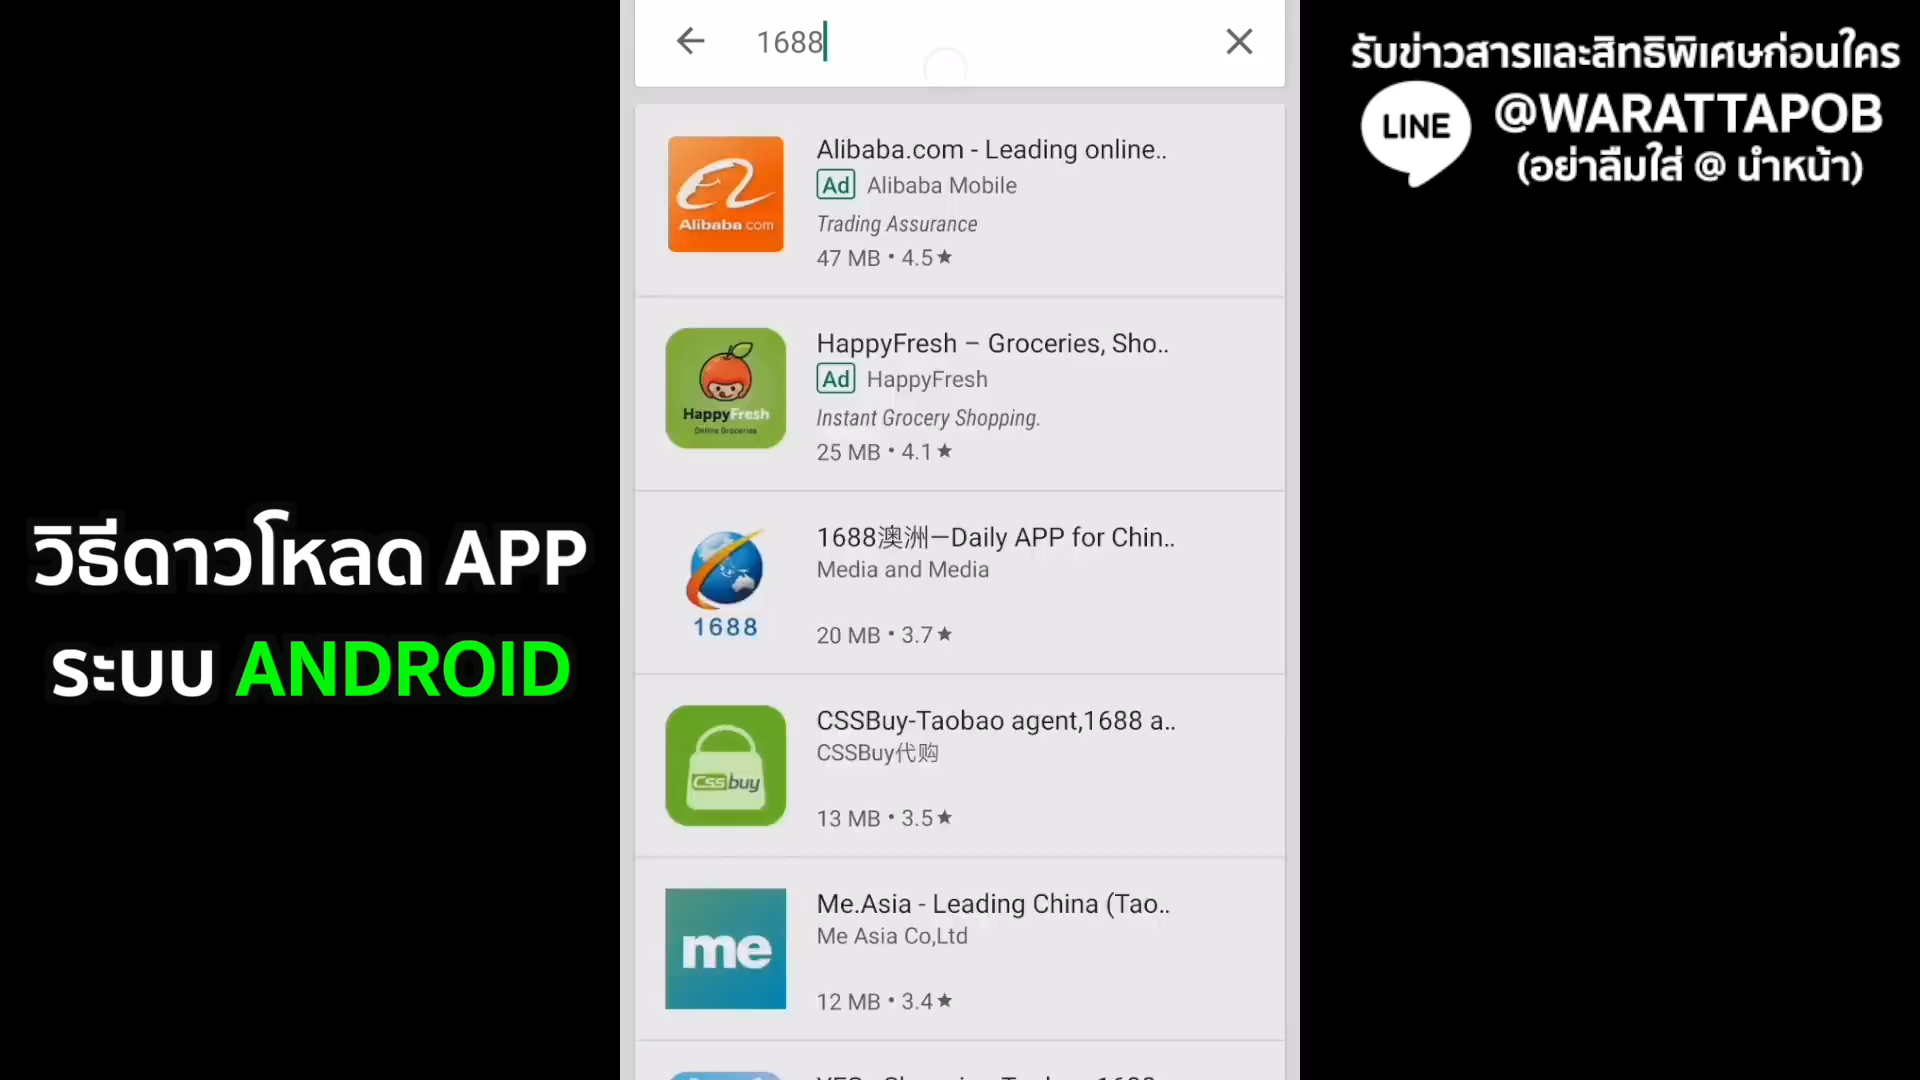 1688
Alibaba.com
Alibaba.com - Leading online..
Ad Alibaba Mobile
Trading Assurance
47 MB • 4.5★
HappyFresh
Online Groceries
HappyFresh – Groceries, Sho..
Ad HappyFresh
Instant Grocery Shopping.
25 MB • 4.1★
1688
1688澳洲—Daily APP for Chin..
Media and Media
20 MB • 3.7★
Cssbuy
CSSBuy-Taobao agent,1688 a..
CSSBuy代购
13 MB • 3.5★
me
Me.Asia - Leading China (Tao..
Me Asia Co,Ltd
12 MB • 3.4★
วิธีดาวโหลด APP
ระบบ ANDROID
รับข่าวสารและสิทธิพิเศษก่อนใคร
LINE
@WARATTAPOB
(อย่าลืมใส่ @ นำหน้า)